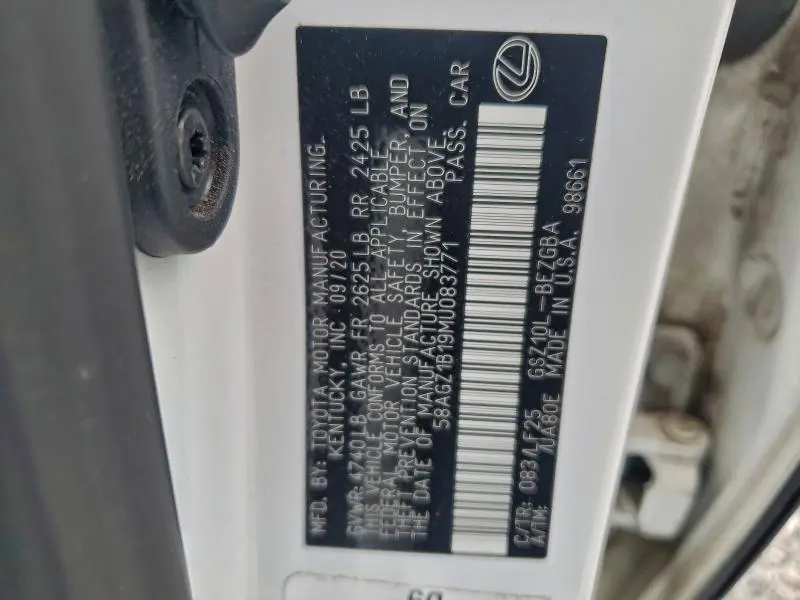 MFD. BY: TOYOTA MOTOR MANUFACTURING,
KENTUCKY, INC 09/20
GVWR: 4740LB GAWR FR 2625LB RR 2425 LB
THIS VEHICLE CONFORMS TO ALL APPLICABLE
FEDERAL MOTOR VEHICLE SAFETY, BUMPER, AND
THEFT PREVENTION STANDARDS IN EFFECT ON
THE DATE OF MANUFACTURE SHOWN ABOVE.
58AGZ1B19MU083771 PASS. CAR
C/TR: 083/LF25 GSZ10L-BEZGBA
A/TM: /UA80E MADE IN U.S.A. 98661